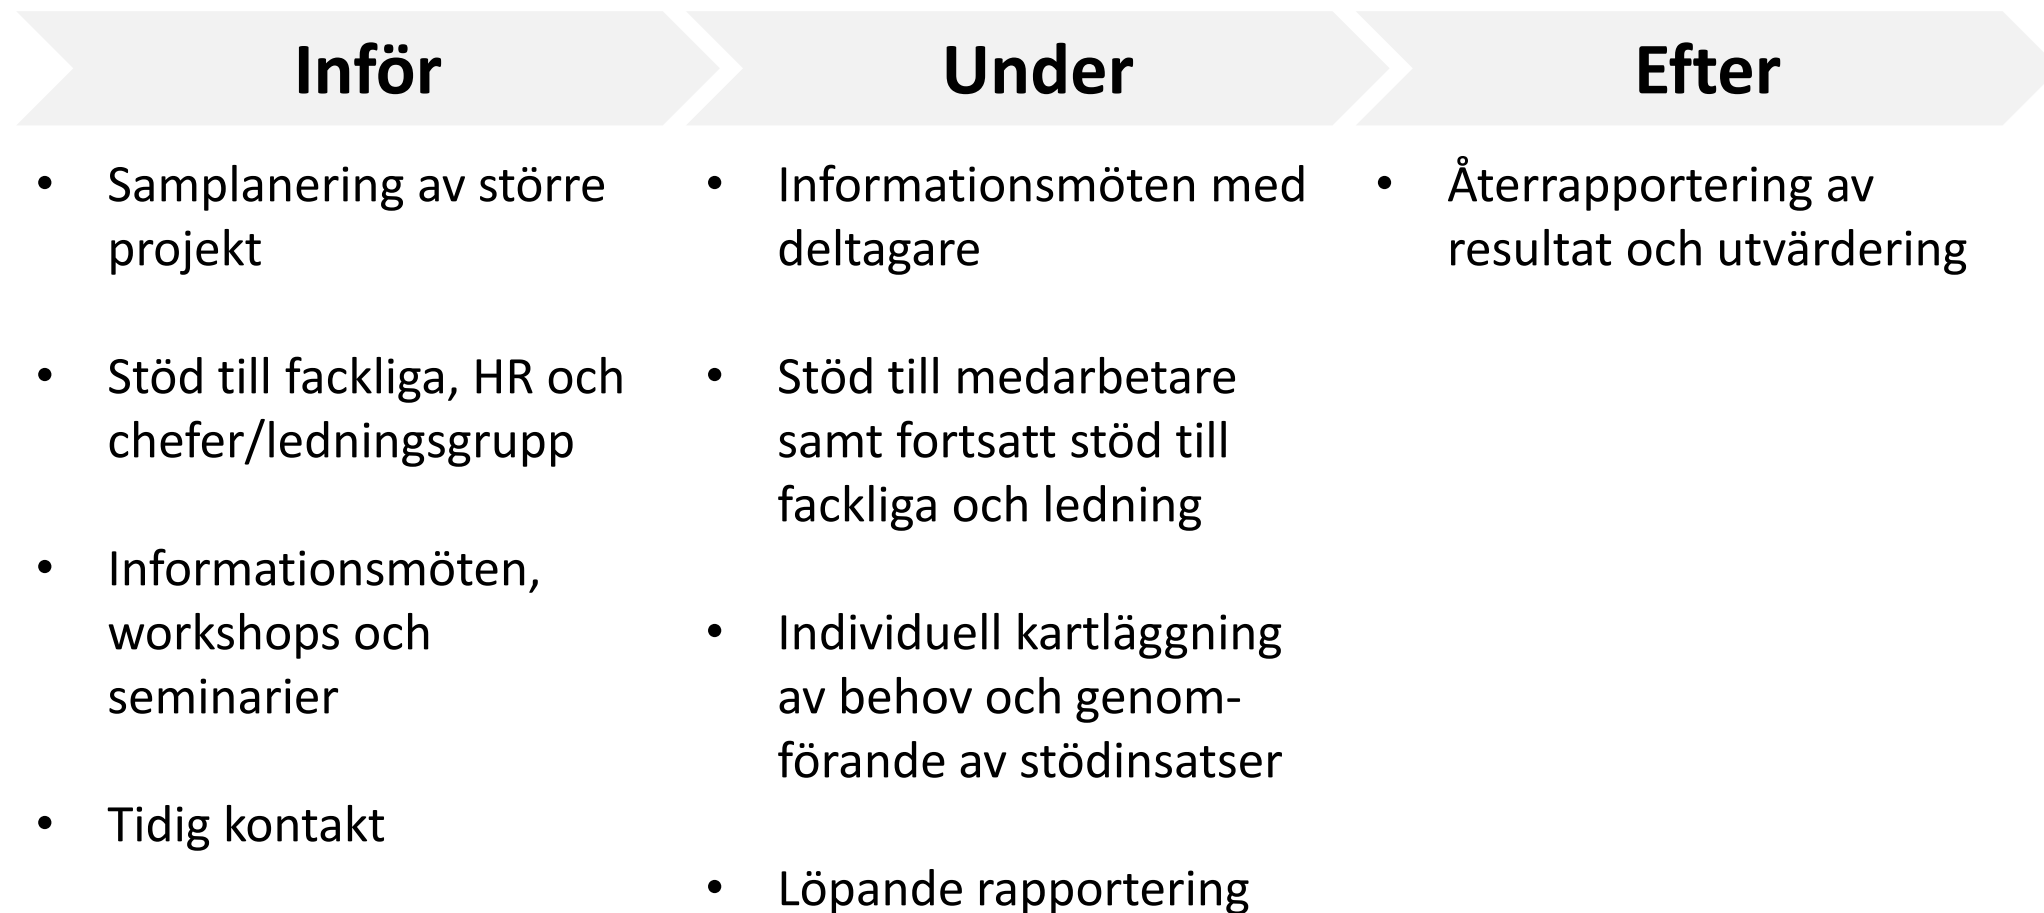 Inför
Under
Efter
• Samplanering av större
projekt
• Stöd till fackliga, HR och
chefer/ledningsgrupp
• Informationsmöten,
workshops och
seminarier
• Tidig kontakt
• Informationsmöten med
deltagare
• Stöd till medarbetare
samt fortsatt stöd till
fackliga och ledning
• Individuell kartläggning
av behov och genom-
förande av stödinsatser
• Löpande rapportering
• Återrapportering av
resultat och utvärdering